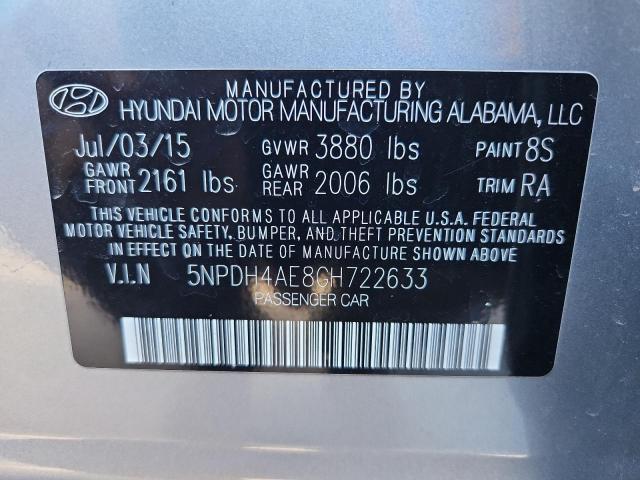 MANUFACTURED BY
HYUNDAI MOTOR MANUFACTURING ALABAMA, LLC
Jul/03/15 GVWR 3880 lbs PAINT 8S
GAWR FRONT 2161 lbs GAWR REAR 2006 lbs TRIM RA
THIS VEHICLE CONFORMS TO ALL APPLICABLE U.S.A. FEDERAL
MOTOR VEHICLE SAFETY, BUMPER, AND THEFT PREVENTION STANDARDS
IN EFFECT ON THE DATE OF MANUFACTURE SHOWN ABOVE
V.I.N 5NPDH4AE8GH722633
PASSENGER CAR